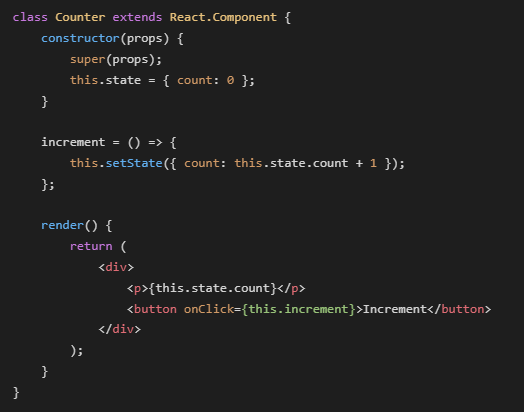 class Counter extends React.Component {
    constructor(props) {
        super(props);
        this.state = { count: 0 };
    }

    increment = () => {
        this.setState({ count: this.state.count + 1 });
    };

    render() {
        return (
            <div>
                <p>{this.state.count}</p>
                <button onClick={this.increment}>Increment</button>
            </div>
        );
    }
}